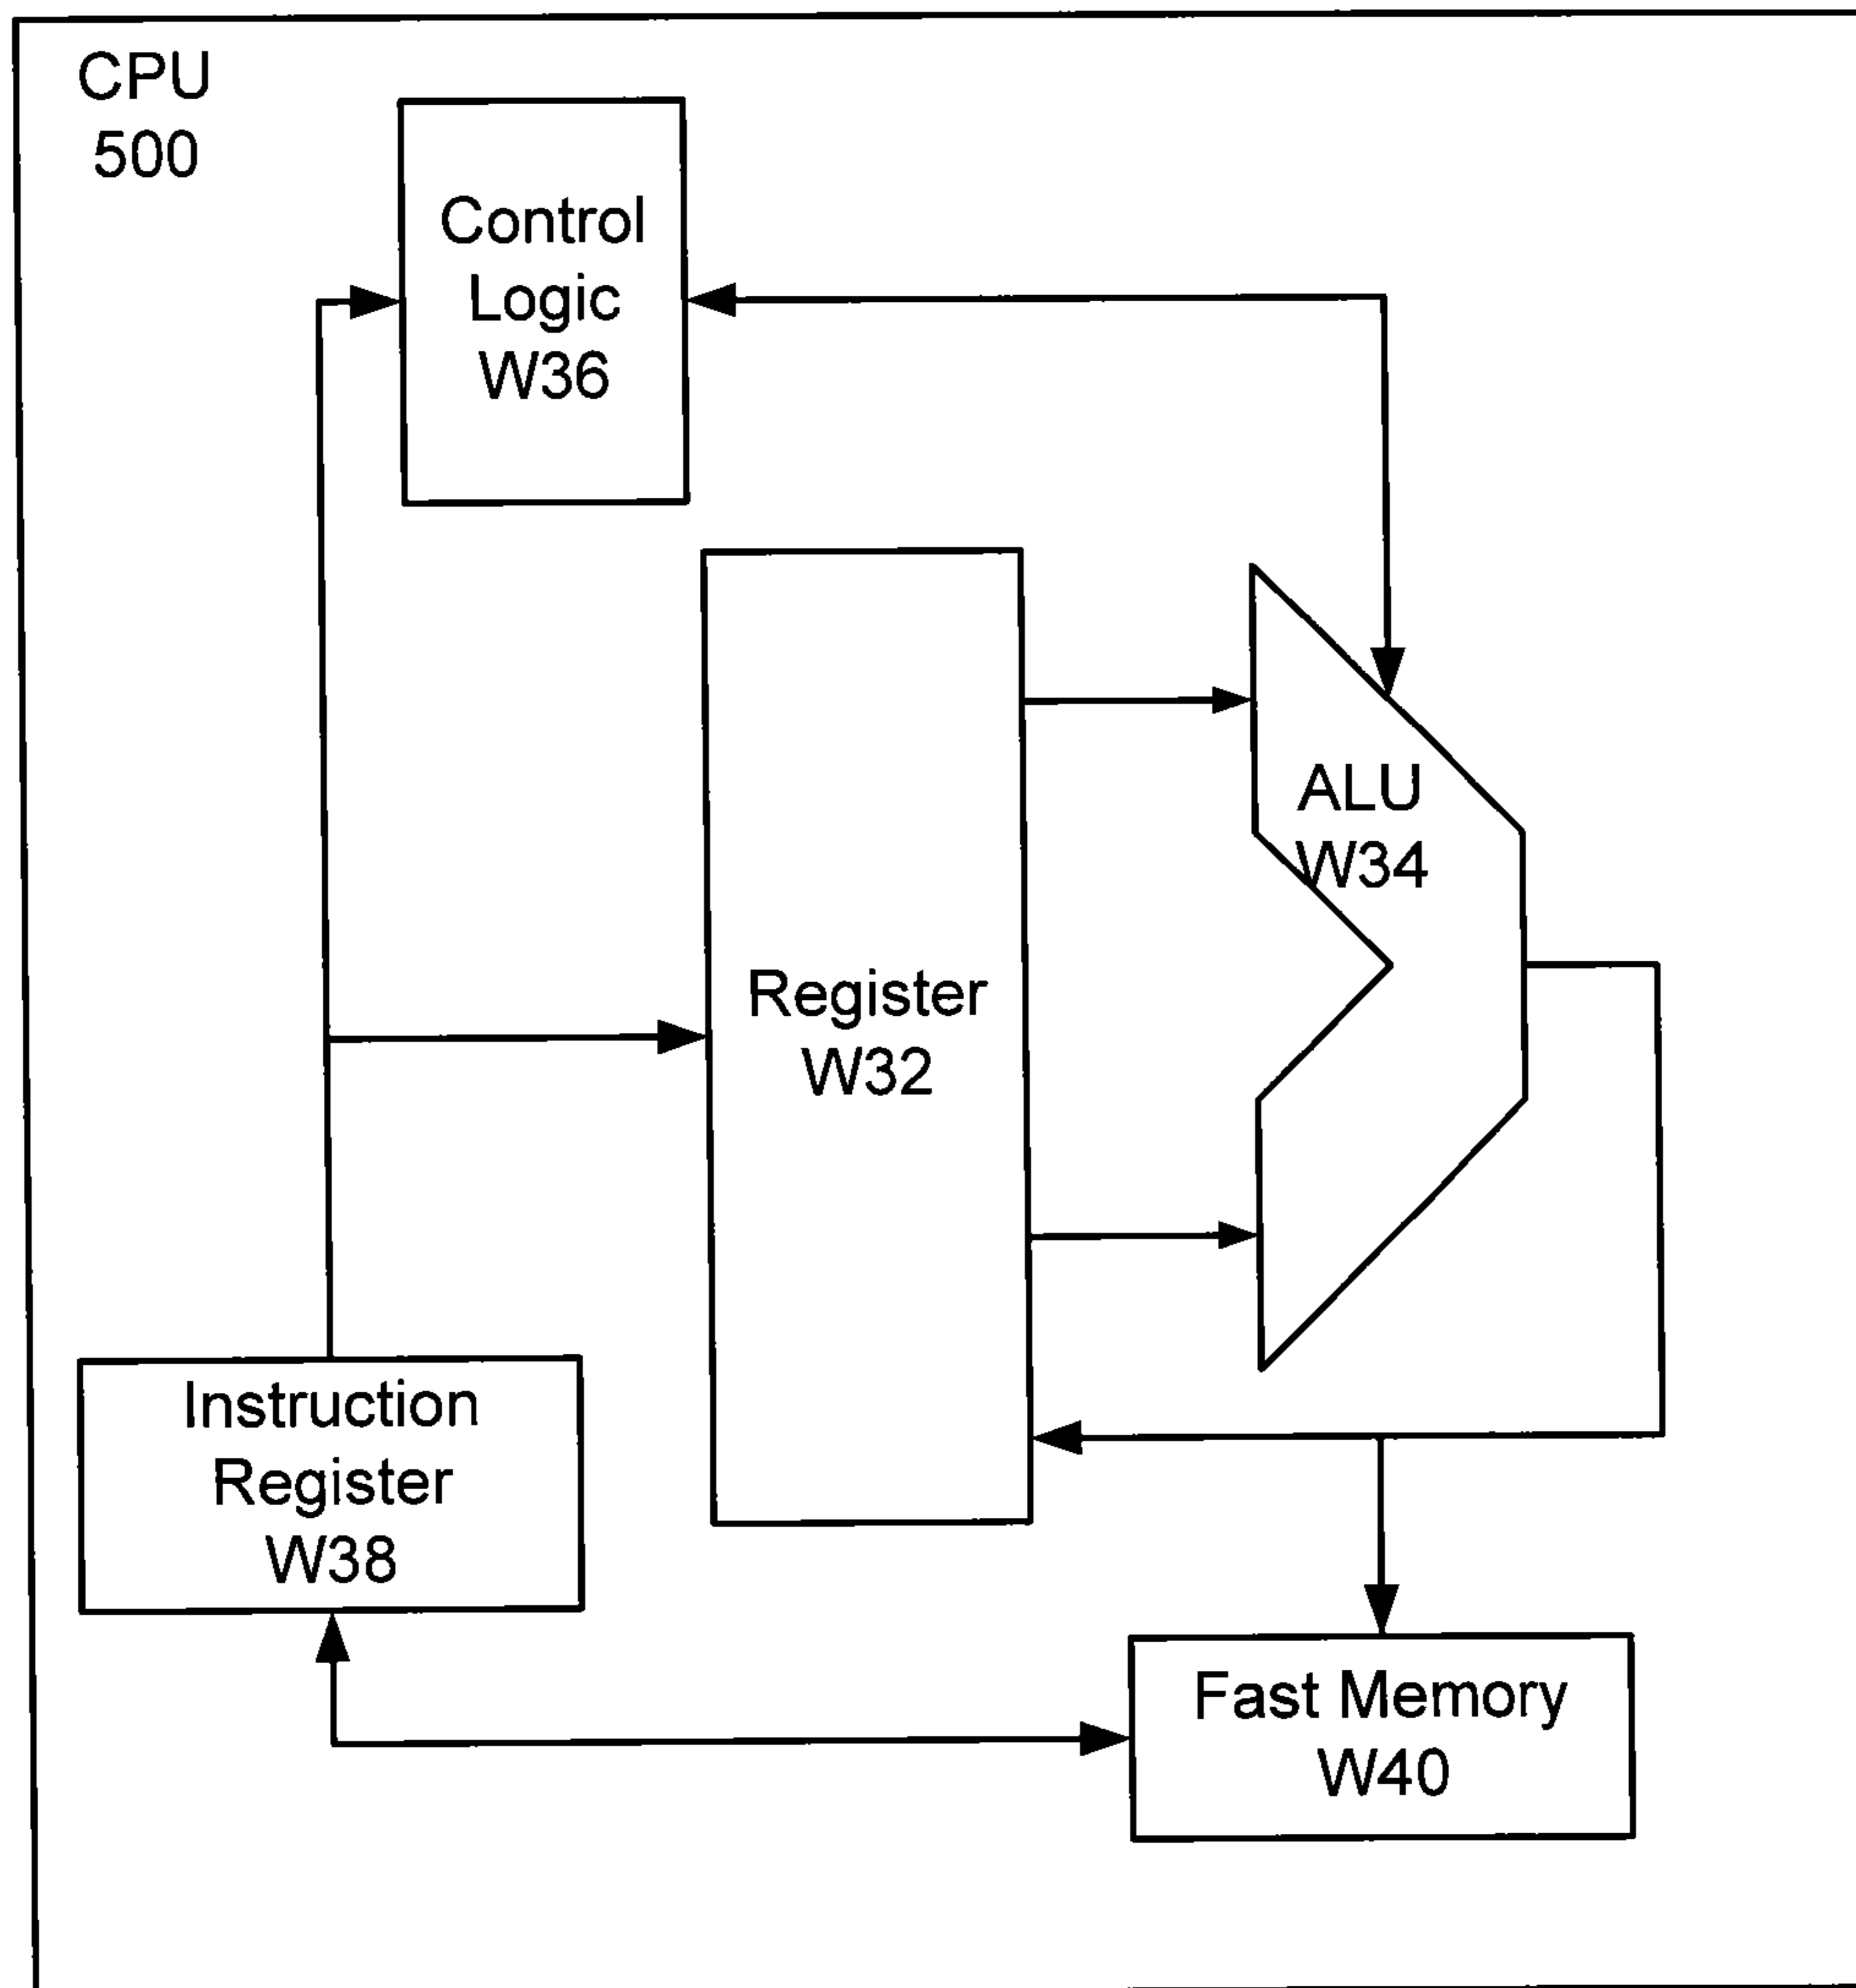 CPU
500
Control
Logic
W36
ALU
W34
Register
W32
Instruction
Register
W38
Fast Memory
W40